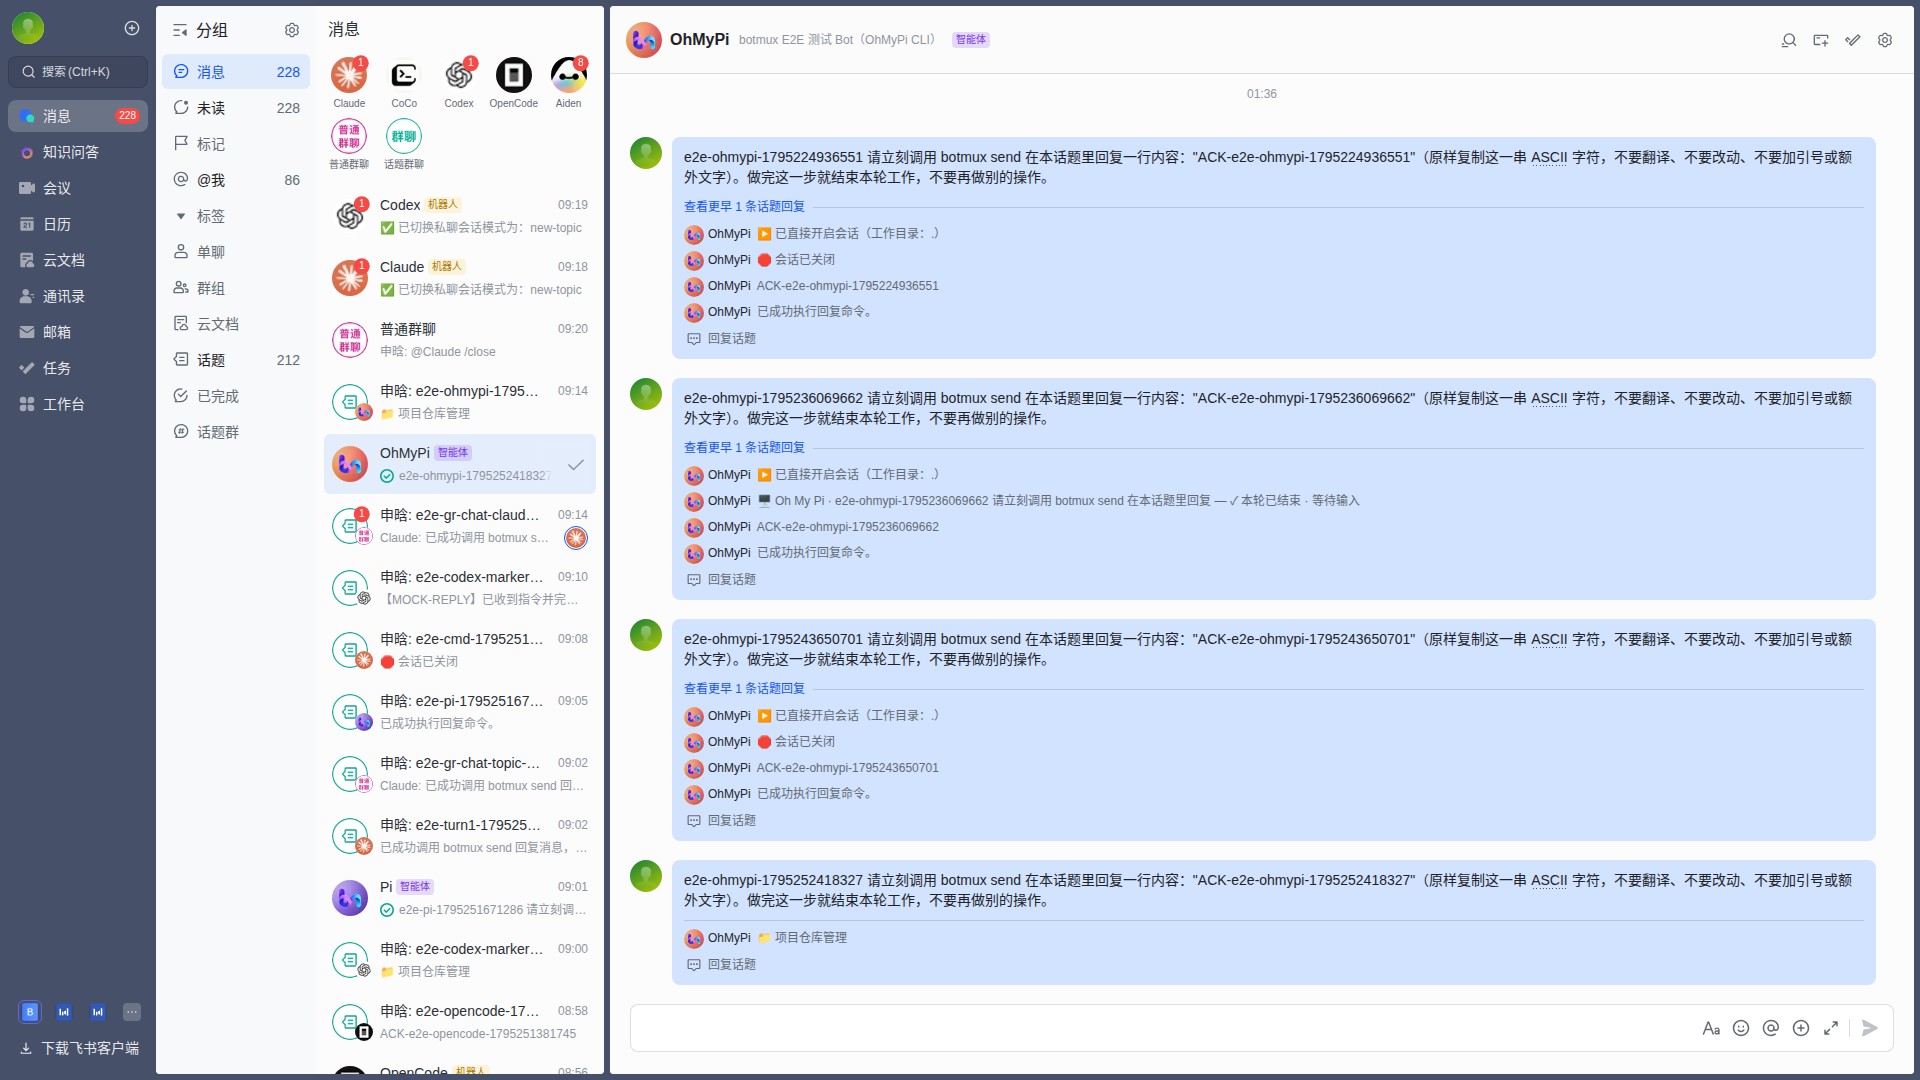 搜索 (Ctrl+K)
消息
228
知识问答
会议
日历
云文档
通讯录
邮箱
任务
工作台
下载飞书客户端
分组
消息
228
未读
228
标记
@我
86
标签
单聊
群组
云文档
话题
212
已完成
话题群
消息
1
1
8
Claude
CoCo
Codex
OpenCode
Aiden
普通
群聊
群聊
普通群聊
话题群聊
1
Codex 机器人
09:19
✅ 已切换私聊会话模式为：new-topic
1
Claude 机器人
09:18
✅ 已切换私聊会话模式为：new-topic
普通
群聊
普通群聊
09:20
申晗: @Claude /close
申晗: e2e-ohmypi-1795…
09:14
📁 项目仓库管理
OhMyPi 智能体
e2e-ohmypi-1795252418327
1
申晗: e2e-gr-chat-claud…
09:14
Claude: 已成功调用 botmux s…
申晗: e2e-codex-marker…
09:10
【MOCK-REPLY】已收到指令并完…
申晗: e2e-cmd-1795251…
09:08
🛑 会话已关闭
申晗: e2e-pi-179525167…
09:05
已成功执行回复命令。
申晗: e2e-gr-chat-topic-…
09:02
Claude: 已成功调用 botmux send 回…
申晗: e2e-turn1-179525…
09:02
已成功调用 botmux send 回复消息，…
Pi 智能体
09:01
e2e-pi-1795251671286 请立刻调…
申晗: e2e-codex-marker…
09:00
📁 项目仓库管理
申晗: e2e-opencode-17…
08:58
ACK-e2e-opencode-1795251381745
OpenCode 机器人
08:56
OhMyPi
botmux E2E 测试 Bot（OhMyPi CLI）
智能体
01:36
e2e-ohmypi-1795224936551 请立刻调用 botmux send 在本话题里回复一行内容："ACK-e2e-ohmypi-1795224936551"（原样复制这一串 ASCII 字符，不要翻译、不要改动、不要加引号或额
外文字）。做完这一步就结束本轮工作，不要再做别的操作。
查看更早 1 条话题回复
OhMyPi ▶️ 已直接开启会话（工作目录：.）
OhMyPi 🛑 会话已关闭
OhMyPi ACK-e2e-ohmypi-1795224936551
OhMyPi 已成功执行回复命令。
回复话题
e2e-ohmypi-1795236069662 请立刻调用 botmux send 在本话题里回复一行内容："ACK-e2e-ohmypi-1795236069662"（原样复制这一串 ASCII 字符，不要翻译、不要改动、不要加引号或额
外文字）。做完这一步就结束本轮工作，不要再做别的操作。
查看更早 1 条话题回复
OhMyPi ▶️ 已直接开启会话（工作目录：.）
OhMyPi 🖥️ Oh My Pi · e2e-ohmypi-1795236069662 请立刻调用 botmux send 在本话题里回复 — ✓ 本轮已结束 · 等待输入
OhMyPi ACK-e2e-ohmypi-1795236069662
OhMyPi 已成功执行回复命令。
回复话题
e2e-ohmypi-1795243650701 请立刻调用 botmux send 在本话题里回复一行内容："ACK-e2e-ohmypi-1795243650701"（原样复制这一串 ASCII 字符，不要翻译、不要改动、不要加引号或额
外文字）。做完这一步就结束本轮工作，不要再做别的操作。
查看更早 1 条话题回复
OhMyPi ▶️ 已直接开启会话（工作目录：.）
OhMyPi 🛑 会话已关闭
OhMyPi ACK-e2e-ohmypi-1795243650701
OhMyPi 已成功执行回复命令。
回复话题
e2e-ohmypi-1795252418327 请立刻调用 botmux send 在本话题里回复一行内容："ACK-e2e-ohmypi-1795252418327"（原样复制这一串 ASCII 字符，不要翻译、不要改动、不要加引号或额
外文字）。做完这一步就结束本轮工作，不要再做别的操作。
OhMyPi 📁 项目仓库管理
回复话题